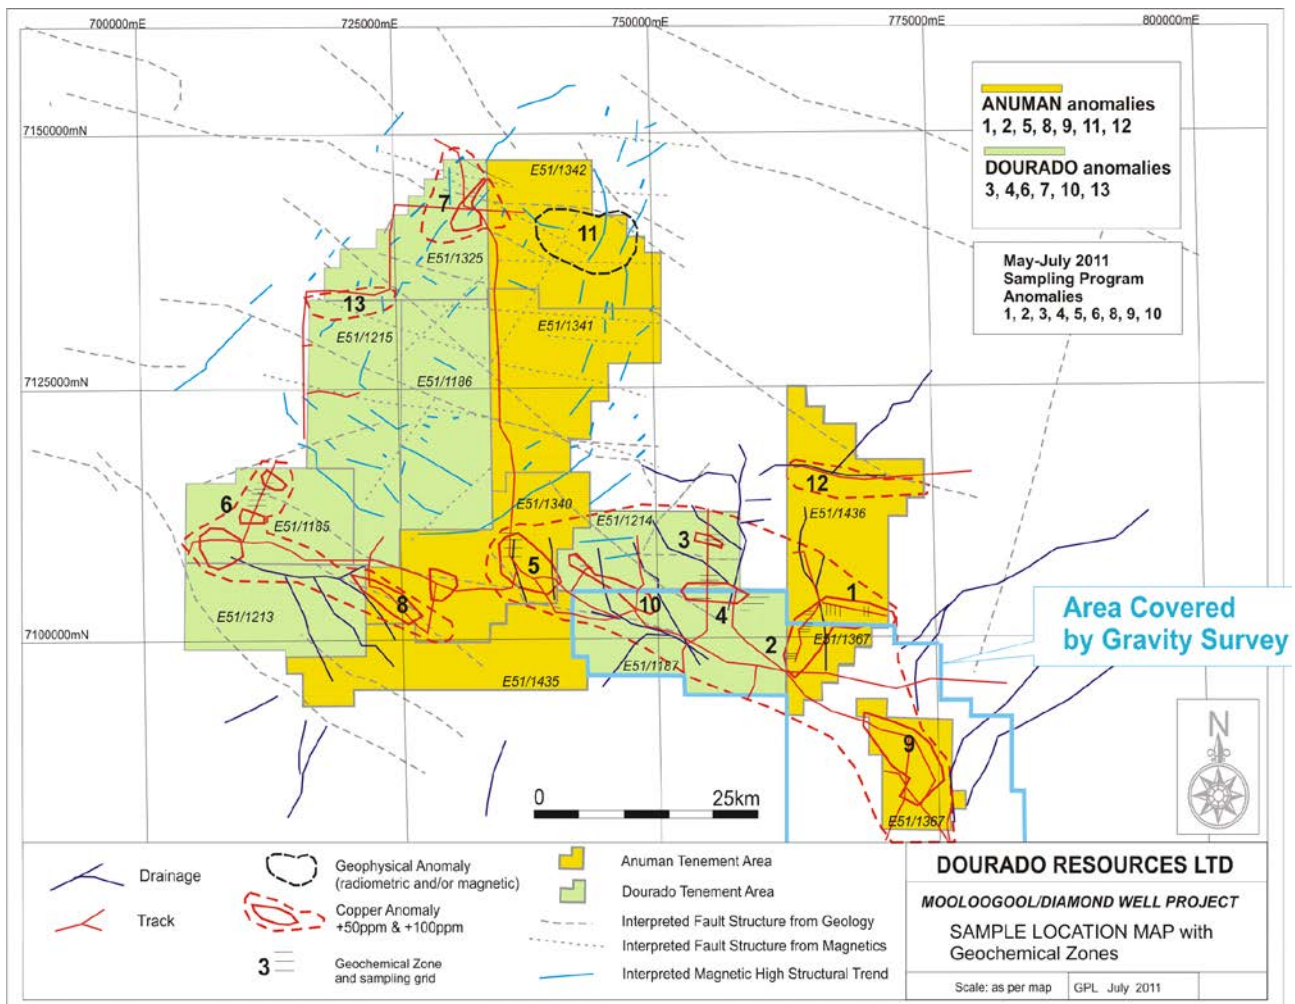 700000mE
725000mE
750000mE
775000mE
800000mE
7150000mN
7125000mN
7100000mN
ANUMAN anomalies
1, 2, 5, 8, 9, 11, 12
DOURADO anomalies
3, 4,6, 7, 10, 13
May-July 2011
Sampling Program
Anomalies
1, 2, 3, 4, 5, 6, 8, 9, 10
E51/1342
7
11
E51/1325
13
E51/1215
E51/1341
E51/1186
6
E51/1185
E51/1340
E51/1214
12
E51/1436
3
5
8
10
4
1
2
E51/1367
E51/1213
E51/1187
E51/1435
9
E51/1367
Area Covered
by Gravity Survey
N
0
25km
Drainage
Track
Geophysical Anomaly
(radiometric and/or magnetic)
Copper Anomaly
+50ppm & +100ppm
3
Geochemical Zone
and sampling grid
Anuman Tenement Area
Dourado Tenement Area
Interpreted Fault Structure from Geology
Interpreted Fault Structure from Magnetics
Interpreted Magnetic High Structural Trend
DOURADO RESOURCES LTD
MOOLOOGOOL/DIAMOND WELL PROJECT
SAMPLE LOCATION MAP with
Geochemical Zones
Scale: as per map
GPL July 2011